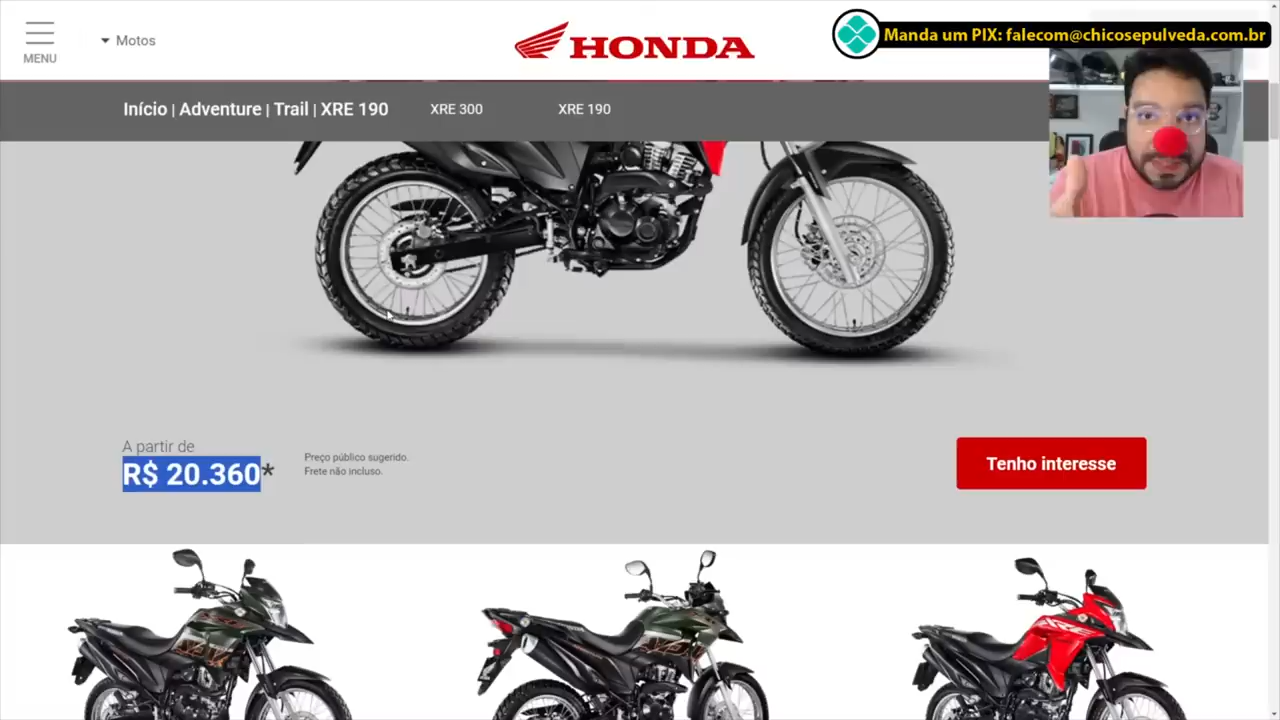 MENU
Motos
HONDA
Manda um PIX: falecom@chicosepulveda.com.br
Início | Adventure | Trail | XRE 190
XRE 300
XRE 190
A partir de
R$ 20.360*
Preço público sugerido.
Frete não incluso.
Tenho interesse
XRE